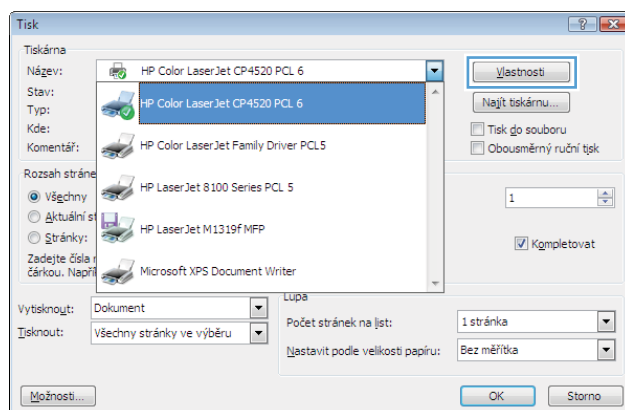 Tisk
Tiskárna
Název: HP Color LaserJet CP4520 PCL 6 Vlastnosti
Stav: HP Color LaserJet CP4520 PCL 6 Najít tiskárnu...
Typ:
Kde: Tisk do souboru
Komentář: HP Color LaserJet Family Driver PCL5 Obousměrný ruční tisk
Rozsah stráne
Všechny HP LaserJet 8100 Series PCL 5 1
Aktuální st
Stránky: HP LaserJet M1319f MFP Kompletovat
Zadejte čísla r
čárkou. Např Microsoft XPS Document Writer
Vytisknout: Dokument Lupa
Tisknout: Všechny stránky ve výběru Počet stránek na list: 1 stránka
Nastavit podle velikosti papíru: Bez měřítka
Možnosti... OK Storno